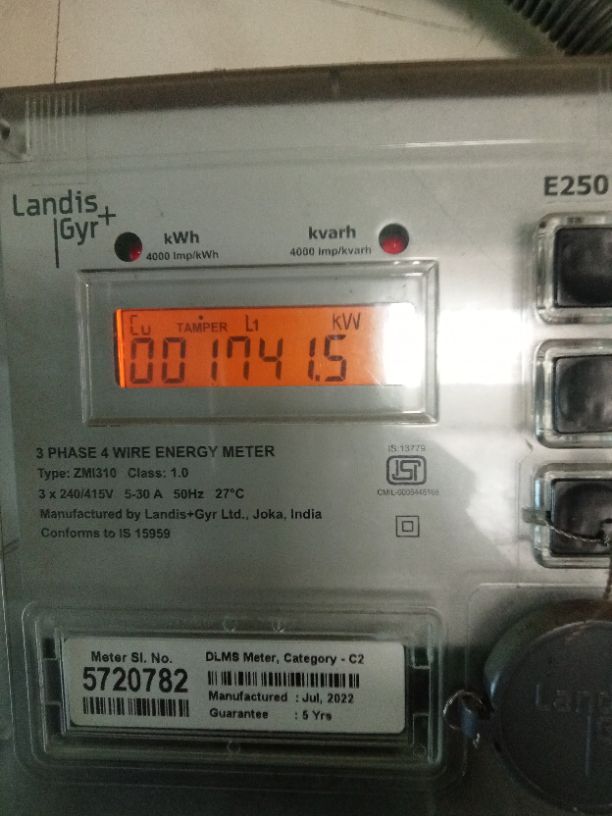 E250
Landis
Gyr+
kWh
4000 imp/kWh
kvarh
4000 imp/kvarh
Cu TAMPER L1 kW
001741.5
3 PHASE 4 WIRE ENERGY METER
Type: ZMI310 Class: 1.0
3 x 240/415V 5-30 A 50Hz 27°C
Manufactured by Landis+Gyr Ltd., Joka, India
Conforms to IS 15959
IS.13779
ISI
Meter Sl. No.
5720782
DLMS Meter, Category - C2
Manufactured : Jul, 2022
Guarantee : 5 Yrs
Landis